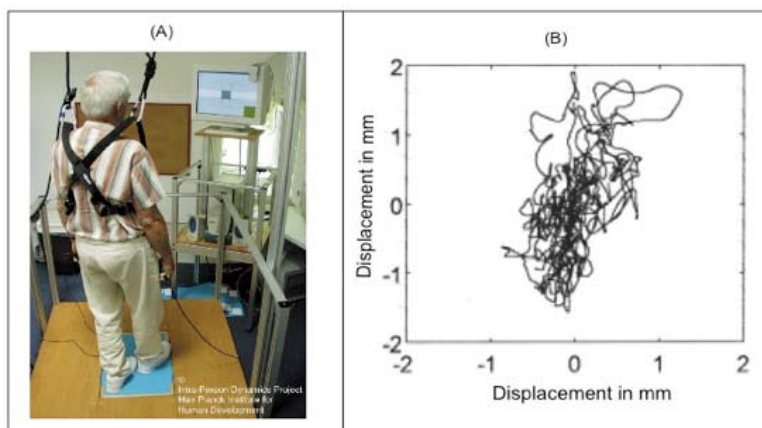 (A)
©
Intra-Person Dynamics Project
Max Planck Institute
for Human Development
(B)
Displacement in mm
2
1
0
-1
-2
-2
-1
0
1
2
Displacement in mm